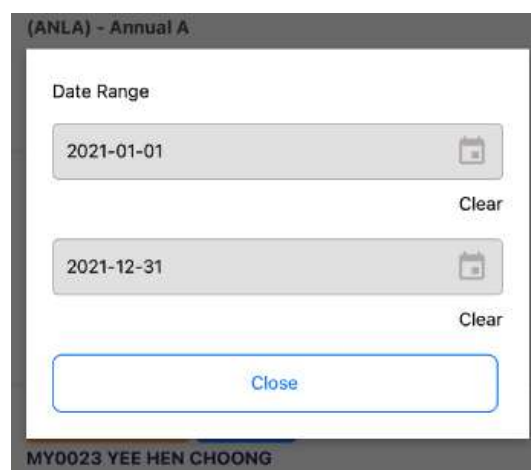 (ANLA) - Annual A
Date Range
2021-01-01
Clear
2021-12-31
Clear
Close
MY0023 YEE HEN CHOONG